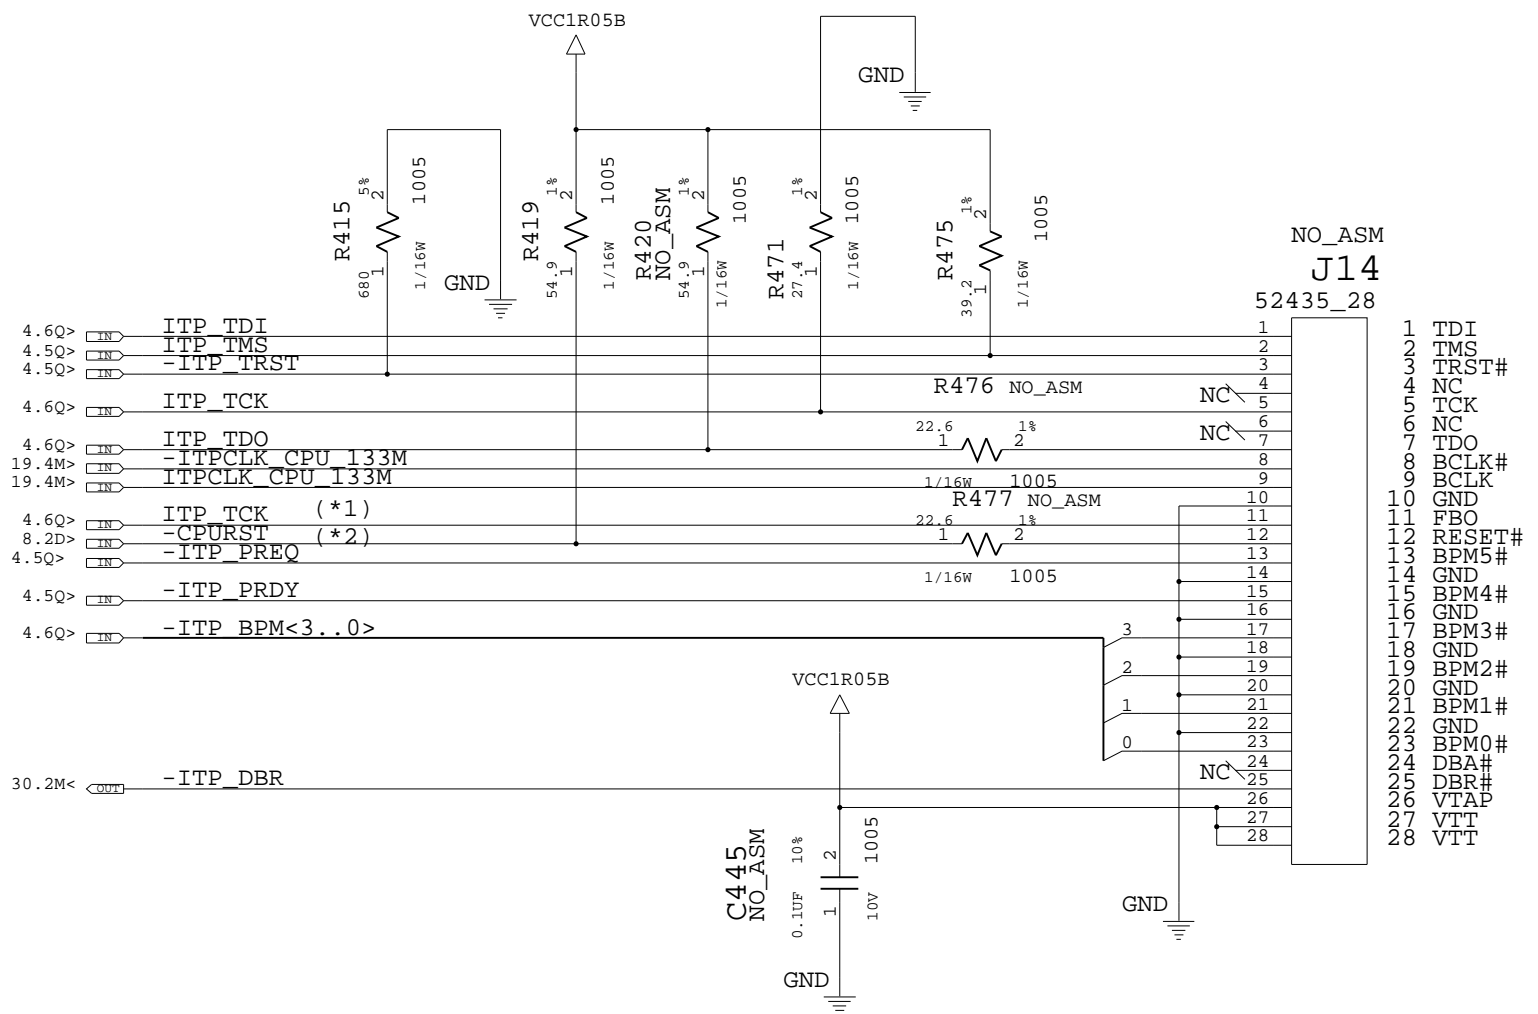 VCC1R05B
GND
R415 5% 2 1005 680 1 1/16W
GND
R419 1% 2 1005 54.9 1 1/16W
R420 NO_ASM 1% 2 1005 54.9 1 1/16W
R471 1% 2 1005 27.4 1 1/16W
R475 1% 2 1005 39.2 1 1/16W
NO_ASM
J14
52435_28
4.6Q> IN ITP_TDI 1 1 TDI
4.5Q> IN ITP_TMS 2 2 TMS
4.5Q> IN -ITP_TRST 3 3 TRST#
R476 NO_ASM NC 4 4 NC
4.6Q> IN ITP_TCK 5 5 TCK
22.6 1% NC 6 6 NC
4.6Q> IN ITP_TDO 1 2 7 7 TDO
19.4M> IN -ITPCLK_CPU_133M 8 8 BCLK#
19.4M> IN ITPCLK_CPU_133M 1/16W 1005 9 9 BCLK
R477 NO_ASM 10 10 GND
4.6Q> IN ITP_TCK (*1) 22.6 1% 11 11 FBO
8.2D> IN -CPURST (*2) 1 2 12 12 RESET#
4.5Q> IN -ITP_PREQ 13 13 BPM5#
1/16W 1005 14 14 GND
4.5Q> IN -ITP_PRDY 15 15 BPM4#
16 16 GND
4.6Q> IN -ITP_BPM<3..0> 3 17 17 BPM3#
18 18 GND
2 19 19 BPM2#
VCC1R05B 20 20 GND
1 21 21 BPM1#
22 22 GND
0 23 23 BPM0#
NC 24 24 DBA#
30.2M< OUT -ITP_DBR 25 25 DBR#
26 26 VTAP
27 27 VTT
28 28 VTT
C445 NO_ASM 10% 2 1005 0.1UF 1 10V
GND
GND